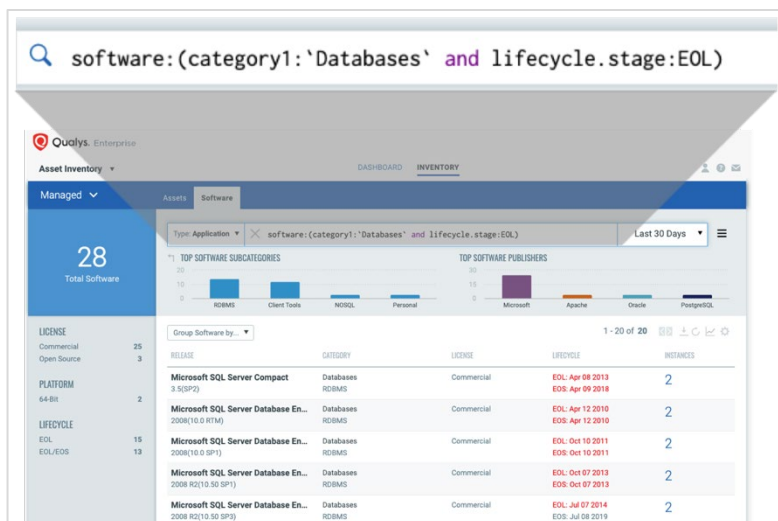 software:(category1:`Databases` and lifecycle.stage:EOL)
Qualys. Enterprise
Asset Inventory
DASHBOARD INVENTORY
Managed
Assets Software
Type: Application software:(category1:`Databases` and lifecycle.stage:EOL) Last 30 Days
28
Total Software
TOP SOFTWARE SUBCATEGORIES
20
10
0
RDBMS Client Tools NOSQL Personal
TOP SOFTWARE PUBLISHERS
30
15
0
Microsoft Apache Oracle PostgreSQL
Group Software by... 1 - 20 of 20
LICENSE
Commercial 25
Open Source 3
PLATFORM
64-Bit 2
LIFECYCLE
EOL 15
EOL/EOS 13
RELEASE CATEGORY LICENSE LIFECYCLE INSTANCES
Microsoft SQL Server Compact Databases Commercial EOL: Apr 08 2013 2
3.5(SP2) RDBMS EOS: Apr 09 2018
Microsoft SQL Server Database En... Databases Commercial EOL: Apr 12 2010 2
2008(10.0 RTM) RDBMS EOS: Apr 12 2010
Microsoft SQL Server Database En... Databases Commercial EOL: Oct 10 2011 2
2008(10.0 SP1) RDBMS EOS: Oct 10 2011
Microsoft SQL Server Database En... Databases Commercial EOL: Oct 07 2013 2
2008 R2(10.50 SP1) RDBMS EOS: Oct 07 2013
Microsoft SQL Server Database En... Databases Commercial EOL: Jul 07 2014 2
2008 R2(10.50 SP3) RDBMS EOS: Jul 08 2019